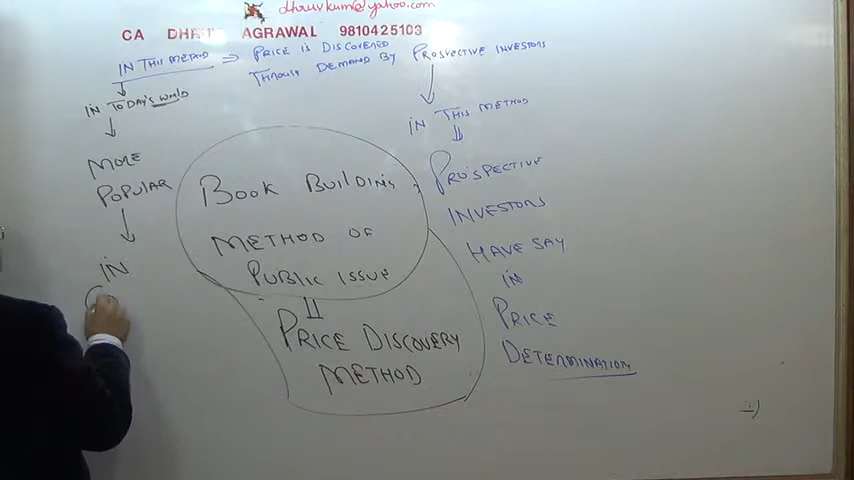 dhruvkum@yahoo.com
CA DHRUV AGRAWAL 9810425103
IN THIS METHOD ⇒ PRICE IS DISCOVERED
THROUGH DEMAND BY PROSPECTIVE INVESTORS
IN TODAY'S WORLD
MORE
POPULAR
IN
BOOK BUILDING
METHOD OF
PUBLIC ISSUE
PRICE DISCOVERY
METHOD
IN THIS METHOD
PROSPECTIVE
INVESTORS
HAVE SAY
IN
PRICE
DETERMINATION